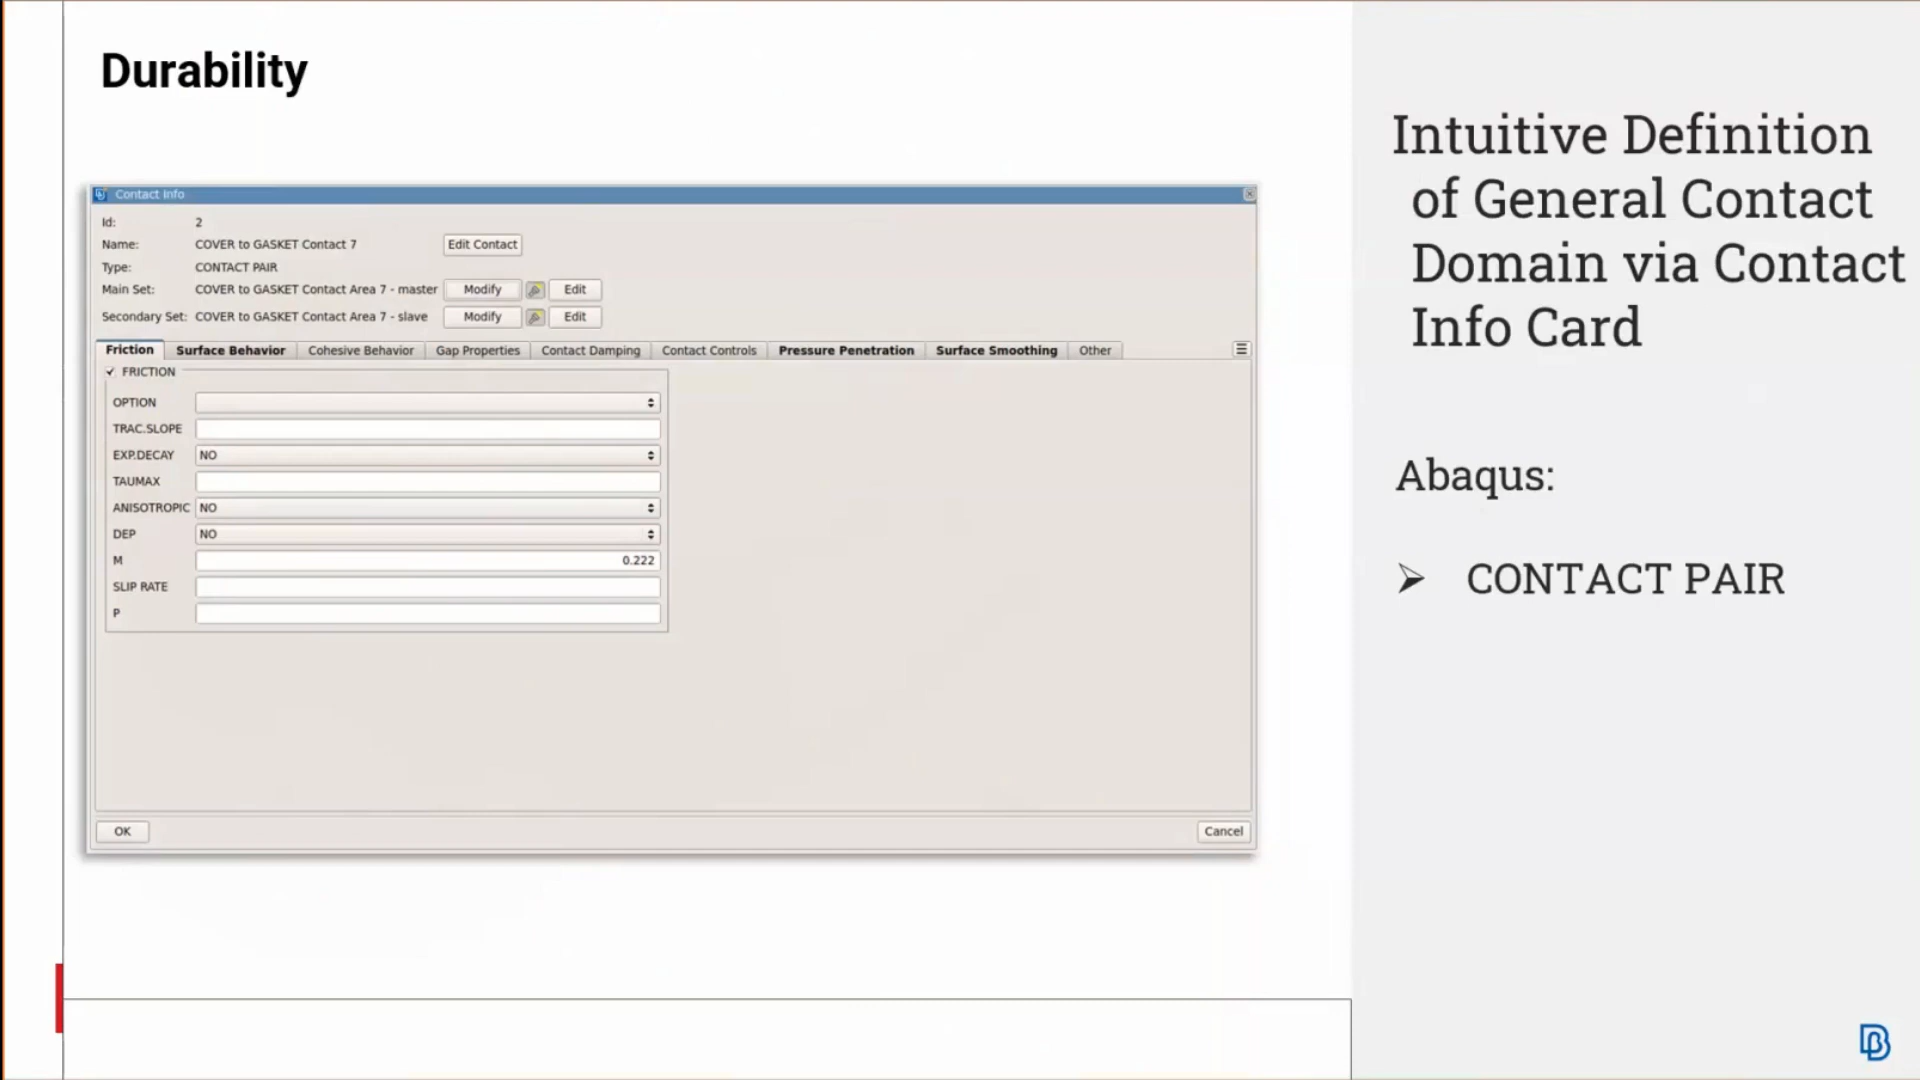 Durability
Contact Info
Id: 2
Name: COVER to GASKET Contact 7 Edit Contact
Type: CONTACT PAIR
Main Set: COVER to GASKET Contact Area 7 - master Modify Edit
Secondary Set: COVER to GASKET Contact Area 7 - slave Modify Edit
Friction Surface Behavior Cohesive Behavior Gap Properties Contact Damping Contact Controls Pressure Penetration Surface Smoothing Other
FRICTION
OPTION
TRAC.SLOPE
EXP.DECAY NO
TAUMAX
ANISOTROPIC NO
DEP NO
M 0.222
SLIP RATE
P
OK Cancel
Intuitive Definition
of General Contact
Domain via Contact
Info Card
Abaqus:
➢ CONTACT PAIR